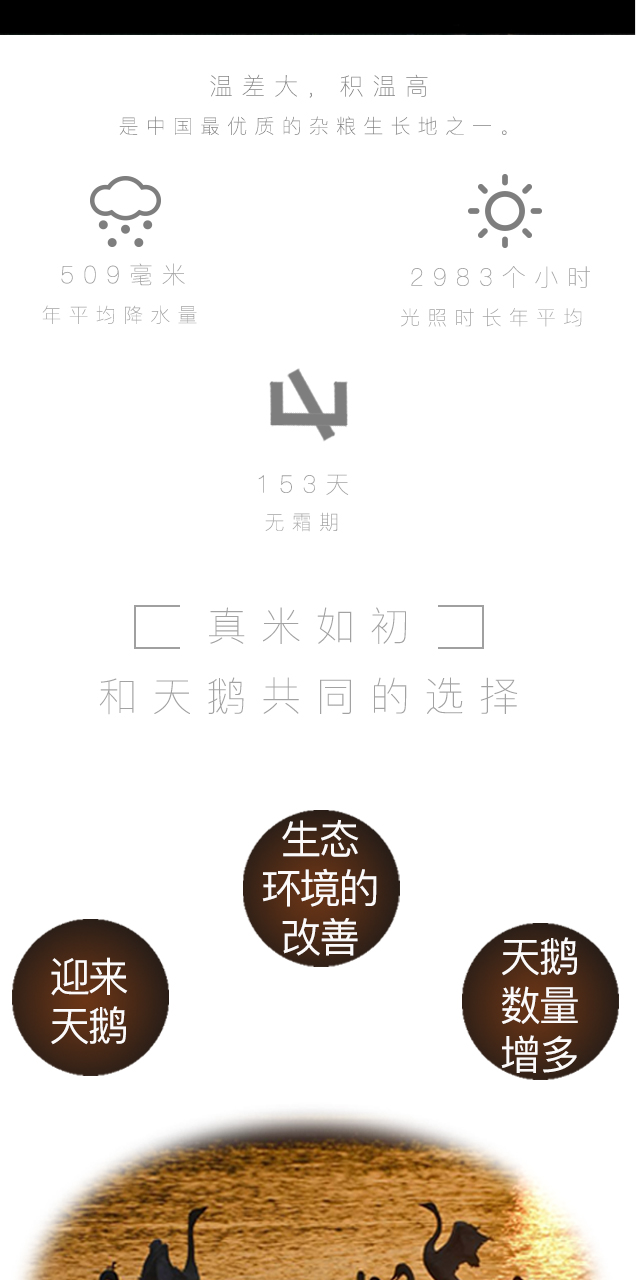 温差大，积温高
是中国最优质的杂粮生长地之一。
509毫米
年平均降水量
2983个小时
光照时长年平均
153天
无霜期
真米如初
和天鹅共同的选择
生态
环境的
改善
迎来
天鹅
天鹅
数量
增多